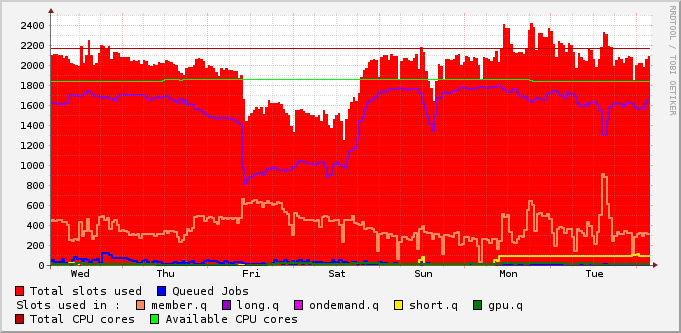 2400
2200
2000
1800
1600
1400
1200
1000
800
600
400
200
0
Wed Thu Fri Sat Sun Mon Tue
RRDTOOL / TOBI OETIKER
Total slots used Queued Jobs
Slots used in : member.q long.q ondemand.q short.q gpu.q
Total CPU cores Available CPU cores